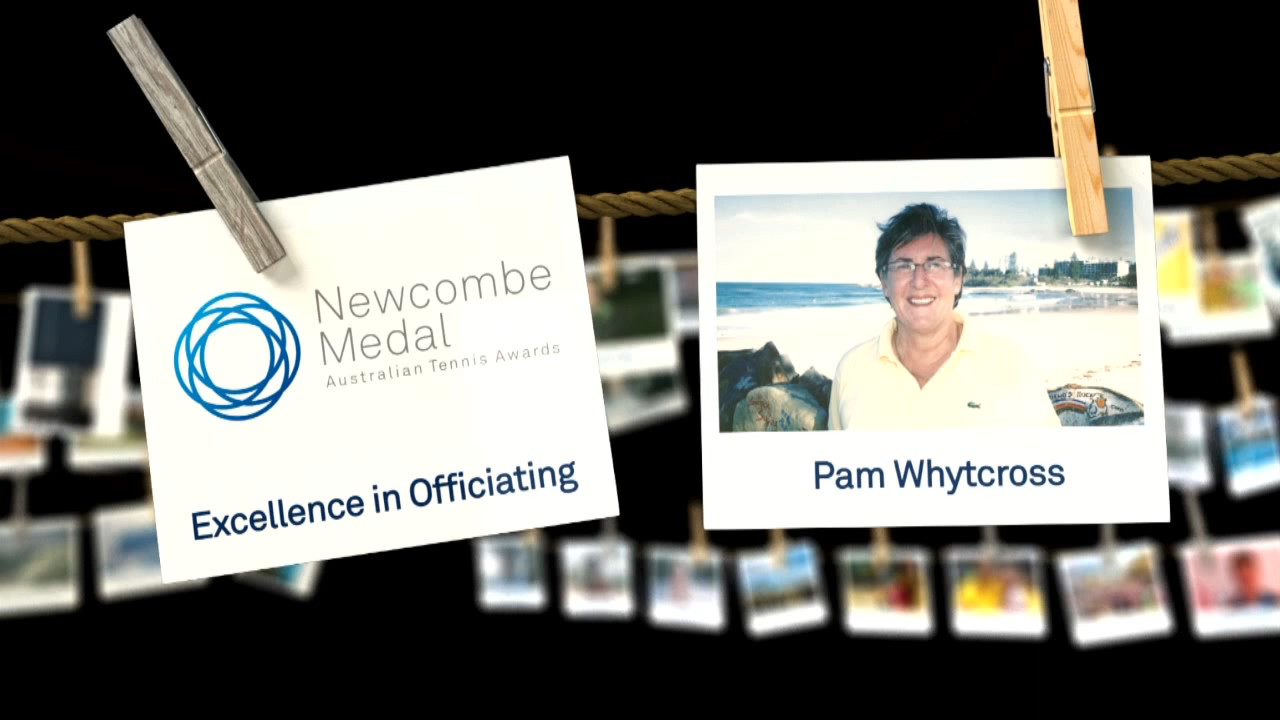 Newcombe
Medal
Australian Tennis Awards
Excellence in Officiating
Pam Whytcross